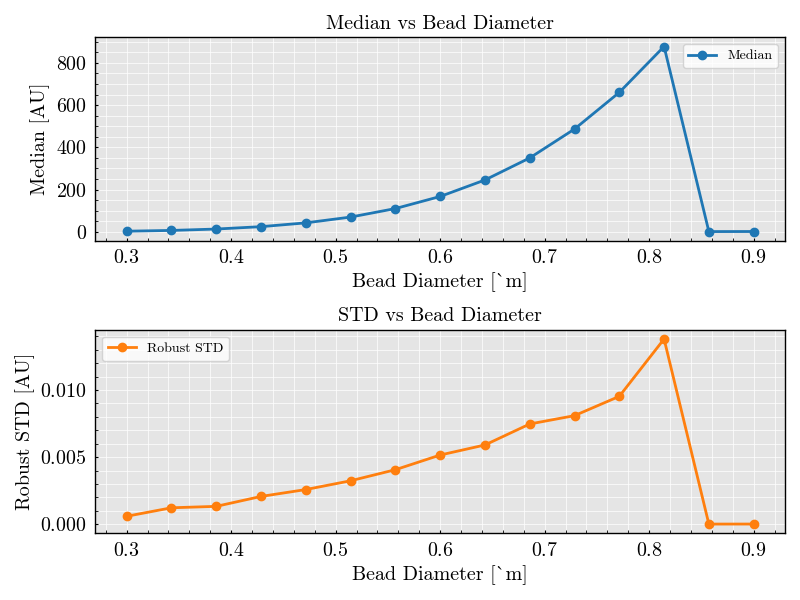 Median vs Bead Diameter
Median [AU]
800
600
400
200
0
Median
0.3 0.4 0.5 0.6 0.7 0.8 0.9
Bead Diameter [`m]
STD vs Bead Diameter
Robust STD [AU]
0.010
0.005
0.000
Robust STD
0.3 0.4 0.5 0.6 0.7 0.8 0.9
Bead Diameter [`m]